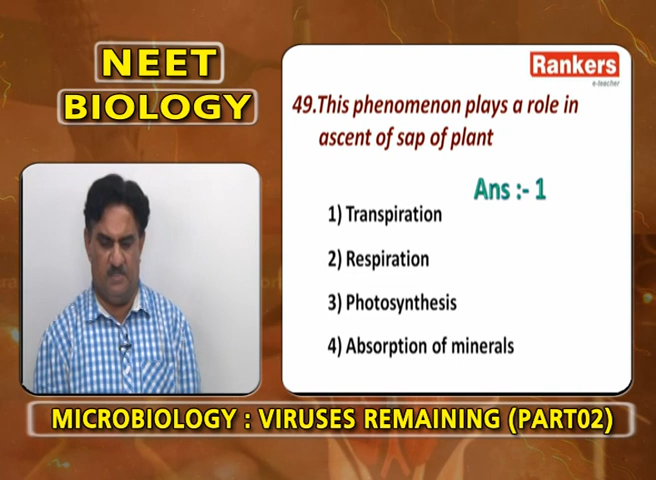 NEET
BIOLOGY
Rankers
e-teacher
49.This phenomenon plays a role in
ascent of sap of plant
Ans :- 1
1) Transpiration
2) Respiration
3) Photosynthesis
4) Absorption of minerals
MICROBIOLOGY : VIRUSES REMAINING (PART02)